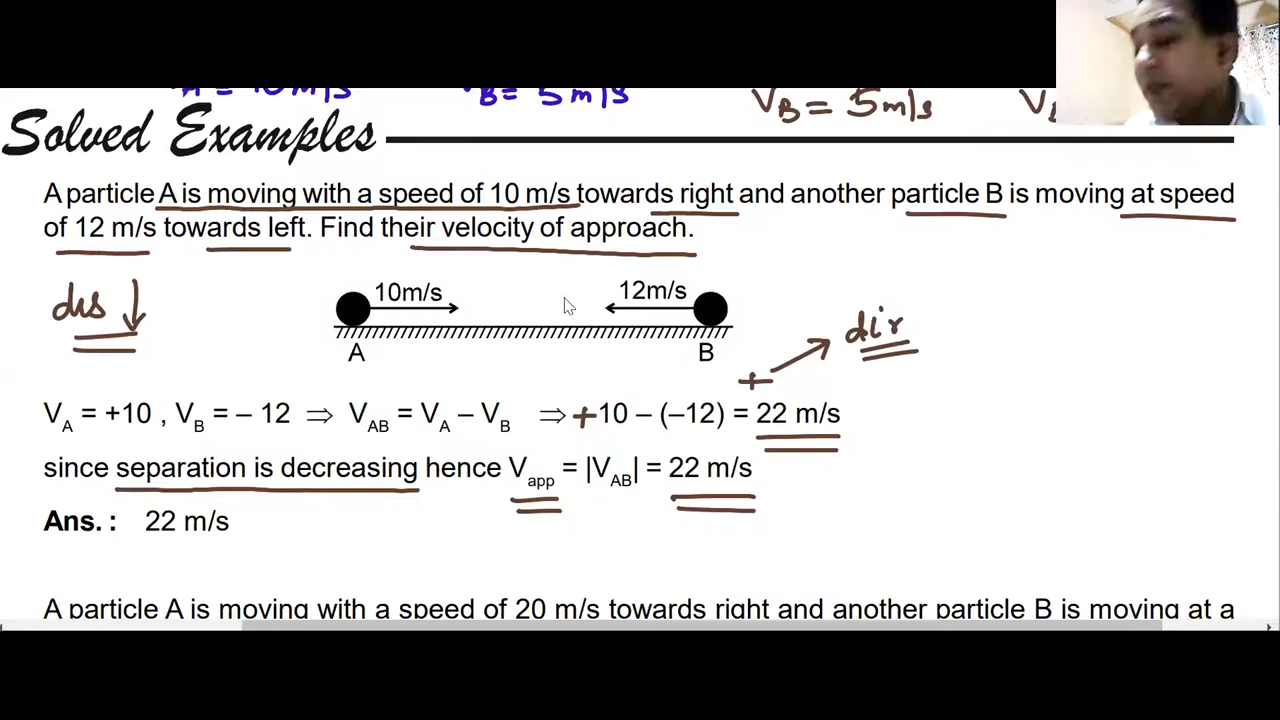 = 10 m/s
B = 5 m/s
VB = 5 m/s
Solved Examples
A particle A is moving with a speed of 10 m/s towards right and another particle B is moving at speed
of 12 m/s towards left. Find their velocity of approach.
dis ↓
10m/s
12m/s
dir
A
B
+
VA = +10 , VB = – 12 ⇒ VAB = VA – VB ⇒ +10 – (–12) = 22 m/s
since separation is decreasing hence Vapp = |VAB| = 22 m/s
Ans. : 22 m/s
A particle A is moving with a speed of 20 m/s towards right and another particle B is moving at a